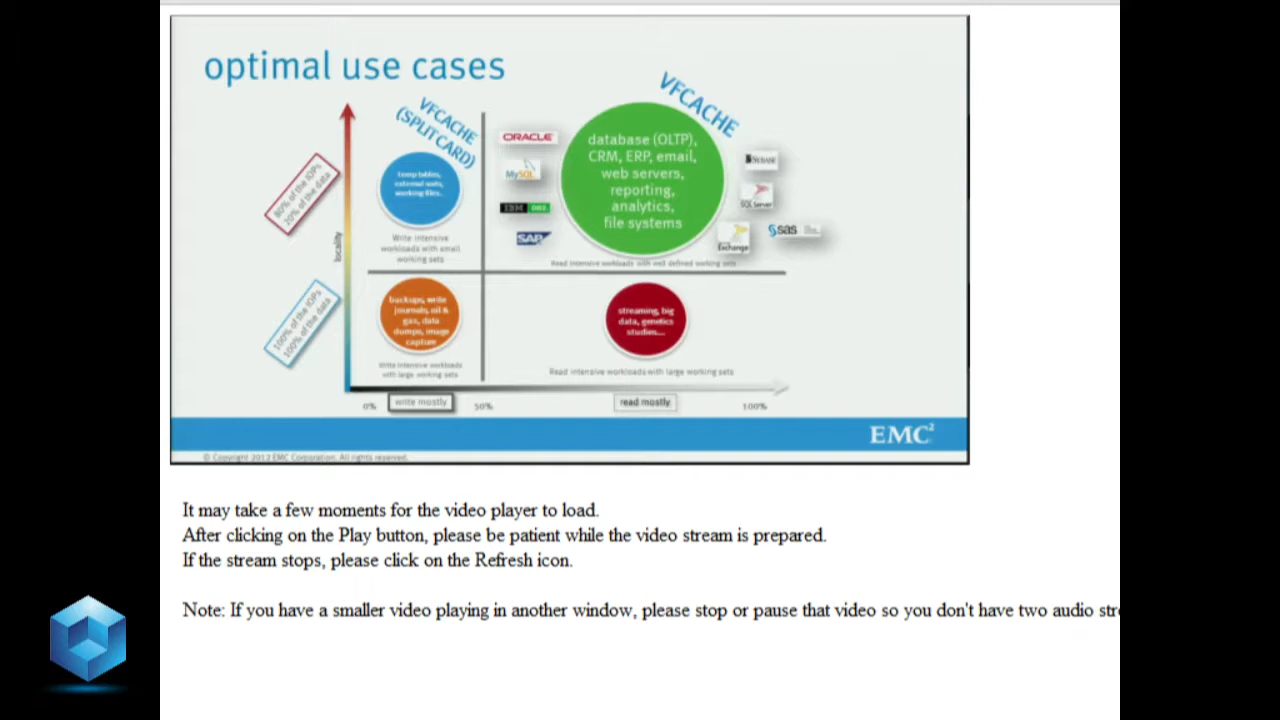 optimal use cases
VFCACHE
(SPLIT CARD)
VFCACHE
80% of the IOPs
20% of the data
100% of the IOPs
100% of the data
locality
temp tables,
external sorts,
working files...
Write intensive
workloads with small
working sets
ORACLE
MySQL
IBM DB2
SAP
database (OLTP),
CRM, ERP, email,
web servers,
reporting,
analytics,
file systems
SYBASE
SQL Server
Exchange
sas
Read intensive workloads with well defined working sets
backups, write
journals, oil &
gas, data
dumps, image
capture
Write intensive workloads
with large working sets
streaming, big
data, genetics
studies....
Read intensive workloads with large working sets
0%
write mostly
50%
read mostly
100%
EMC²
© Copyright 2012 EMC Corporation. All rights reserved.
It may take a few moments for the video player to load.
After clicking on the Play button, please be patient while the video stream is prepared.
If the stream stops, please click on the Refresh icon.
Note: If you have a smaller video playing in another window, please stop or pause that video so you don't have two audio str